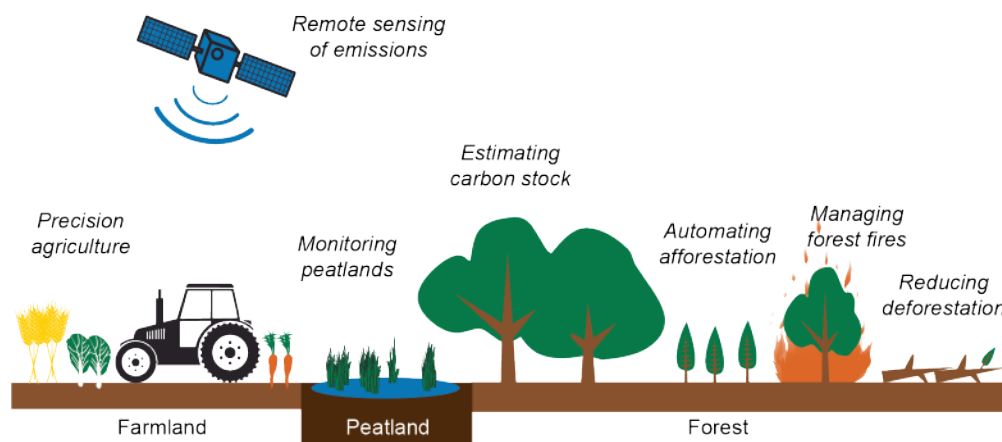 Remote sensing
of emissions
Estimating
carbon stock
Precision
agriculture
Monitoring
peatlands
Automating
afforestation
Managing
forest fires
Reducing
deforestation
Farmland
Peatland
Forest